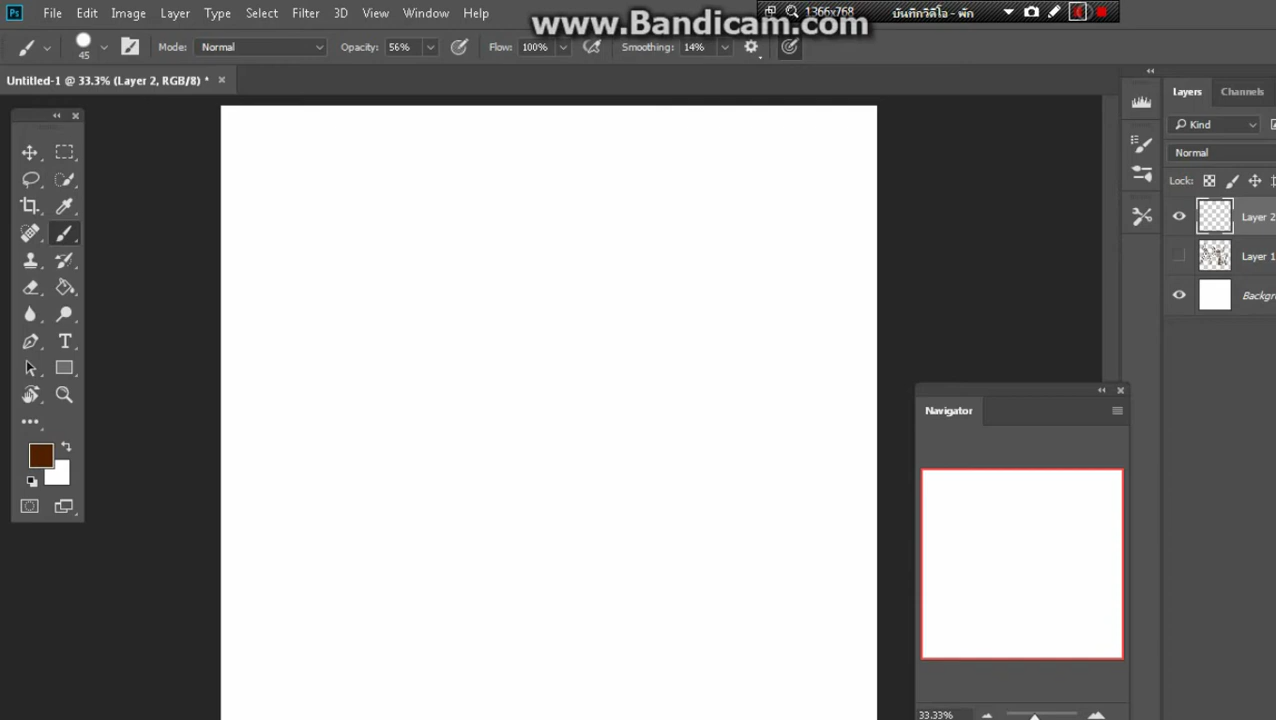 Ps File Edit Image Layer Type Select Filter 3D View Window Help
www.Bandicam.com
1366x768 บันทึกวิดีโอ - พัก
45 Mode: Normal Opacity: 56% Flow: 100% Smoothing: 14%
Untitled-1 @ 33.3% (Layer 2, RGB/8) *
Layers Channels
Kind
Normal
Lock:
Layer 2
Layer 1
Backgr
Navigator
33.33%